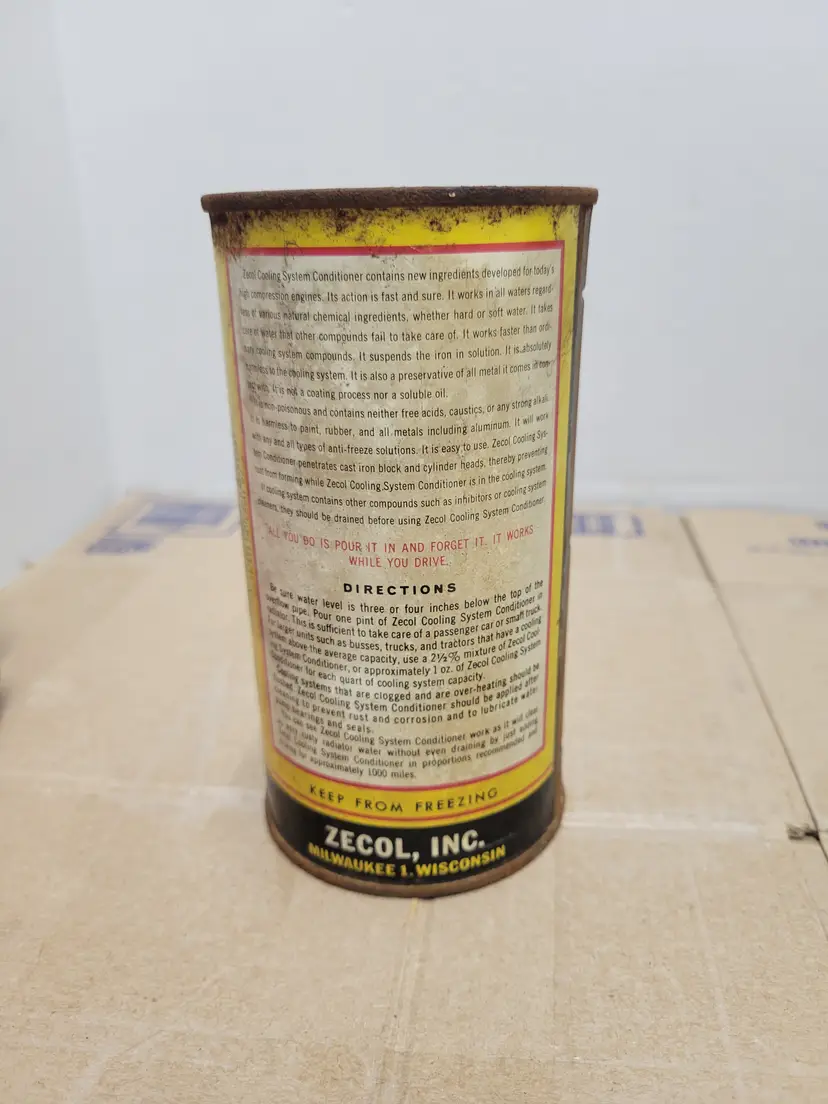 Zecol Cooling System Conditioner contains new ingredients developed for today's
high compression engines. Its action is fast and sure. It works in all waters regard-
less of various natural chemical ingredients, whether hard or soft water. It takes
care of water that other compounds fail to take care of. It works faster than ordi-
nary cooling system compounds. It suspends the iron in solution. It is absolutely
harmless to the cooling system. It is also a preservative of all metal it comes in con-
tact with. It is not a coating process nor a soluble oil.
is non-poisonous and contains neither free acids, caustics, or any strong alkali.
It is harmless to paint, rubber, and all metals including aluminum. It will work
with any and all types of anti-freeze solutions. It is easy to use. Zecol Cooling Sys-
tem Conditioner penetrates cast iron block and cylinder heads, thereby preventing
rust from forming while Zecol Cooling System Conditioner is in the cooling system.
cooling system contains other compounds such as inhibitors or cooling system
cleaners, they should be drained before using Zecol Cooling System Conditioner.
ALL YOU DO IS POUR IT IN AND FORGET IT. IT WORKS
WHILE YOU DRIVE.
DIRECTIONS
Be sure water level is three or four inches below the top of the
overflow pipe. Pour one pint of Zecol Cooling System Conditioner in
radiator. This is sufficient to take care of a passenger car or small truck.
For larger units such as busses, trucks, and tractors that have a cooling
system above the average capacity, use a 2½% mixture of Zecol Cool-
ing System Conditioner, or approximately 1 oz. of Zecol Cooling System
Conditioner for each quart of cooling system capacity.
Cooling systems that are clogged and are over-heating should be
Zecol Cooling System Conditioner should be applied after
cleaning to prevent rust and corrosion and to lubricate water
pump bearings and seals.
You can see Zecol Cooling System Conditioner work as it will clear
rusty radiator water without even draining by just adding
Cooling System Conditioner in proportions recommended and
driving for approximately 1000 miles.
KEEP FROM FREEZING
ZECOL, INC.
MILWAUKEE 1, WISCONSIN